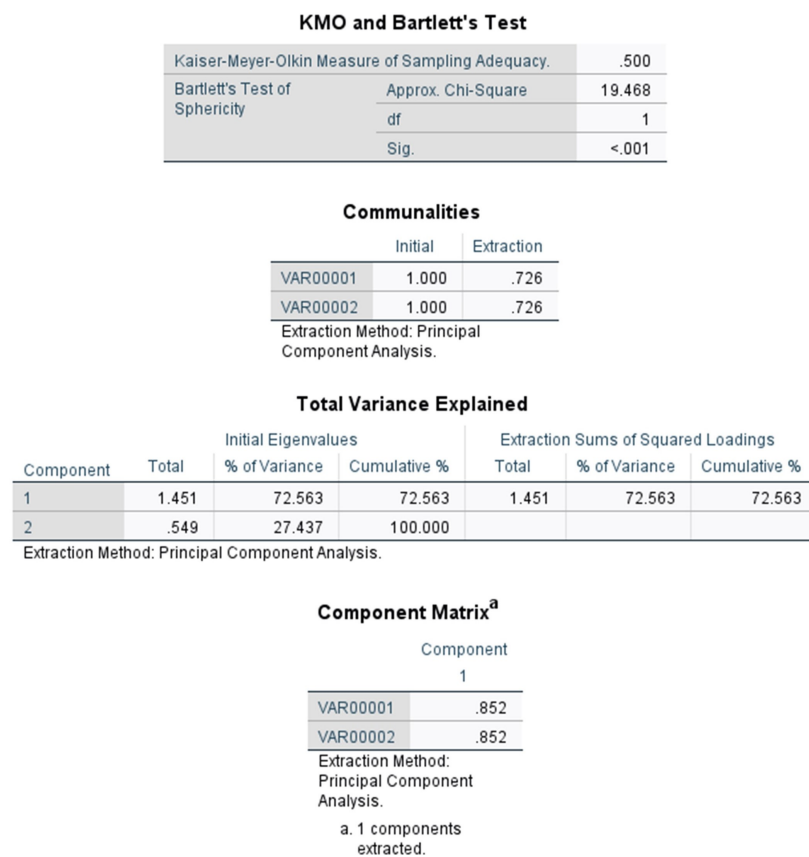 KMO and Bartlett's Test
Kaiser-Meyer-Olkin Measure of Sampling Adequacy. .500
Bartlett's Test of Sphericity Approx. Chi-Square 19.468
df 1
Sig. <.001
Communalities
Initial Extraction
VAR00001 1.000 .726
VAR00002 1.000 .726
Extraction Method: Principal
Component Analysis.
Total Variance Explained
Initial Eigenvalues Extraction Sums of Squared Loadings
Component Total % of Variance Cumulative % Total % of Variance Cumulative %
1 1.451 72.563 72.563 1.451 72.563 72.563
2 .549 27.437 100.000
Extraction Method: Principal Component Analysis.
Component Matrixa
Component
1
VAR00001 .852
VAR00002 .852
Extraction Method:
Principal Component
Analysis.
a. 1 components
extracted.